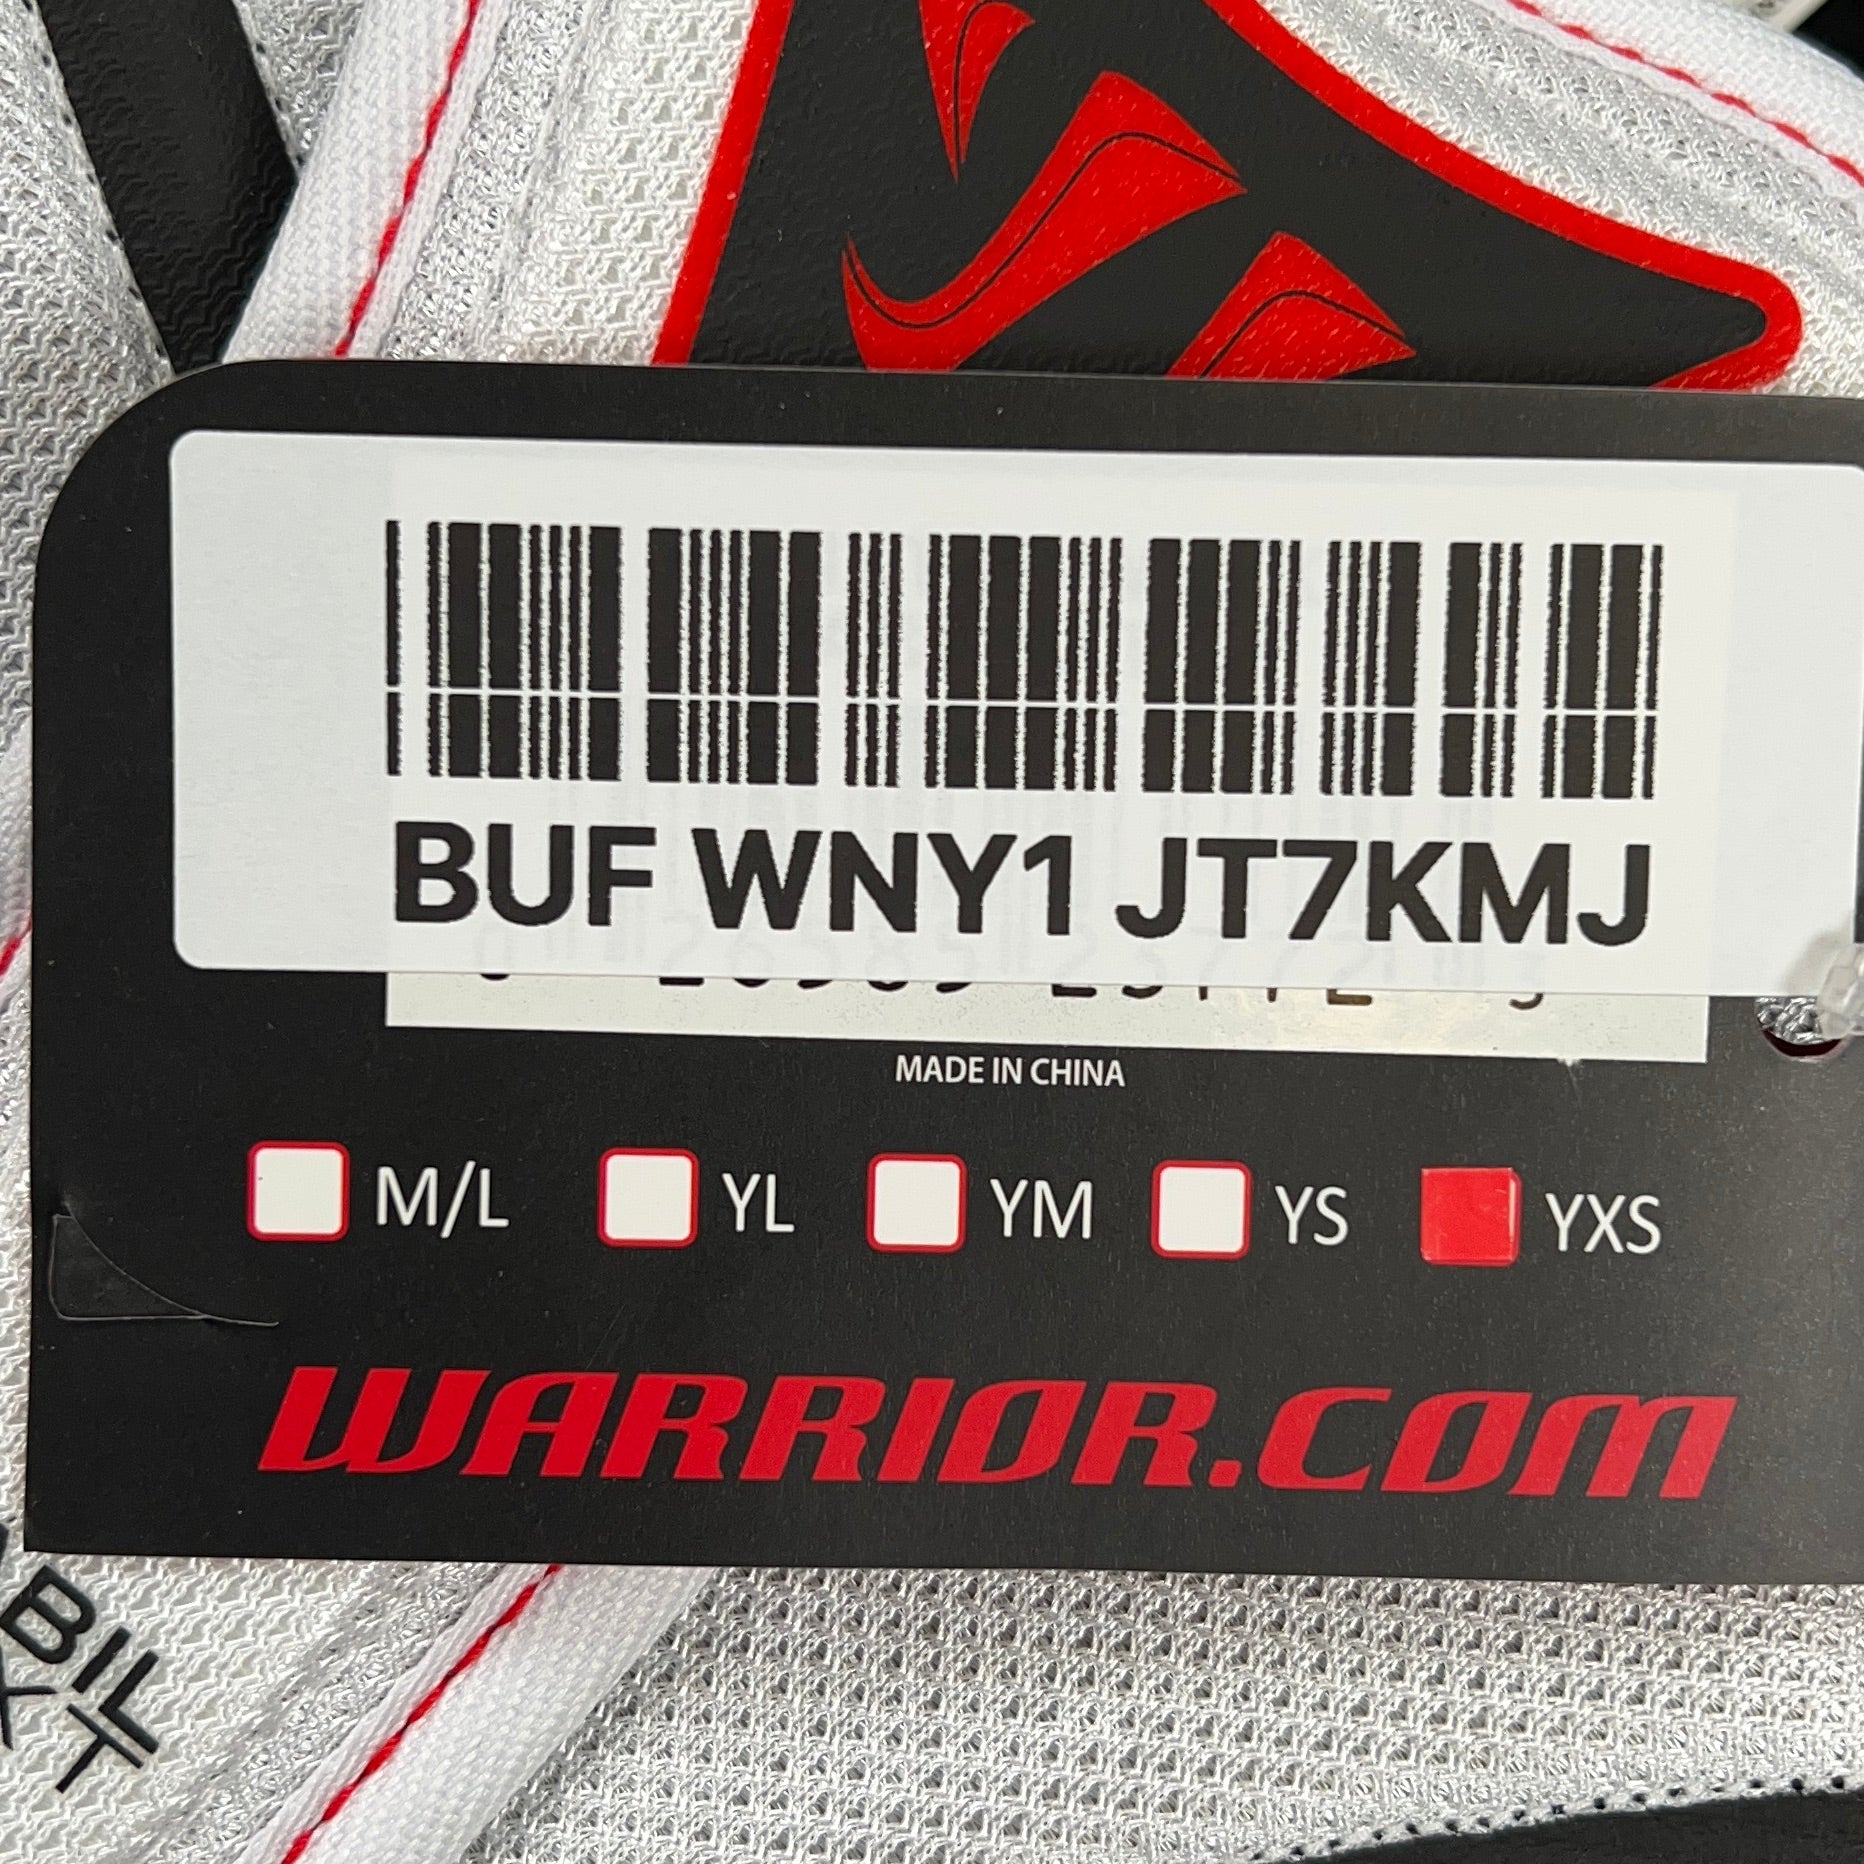 BUF WNY1 JT7KMJ
MADE IN CHINA
M/L YL YM YS YXS
WARRIOR.COM